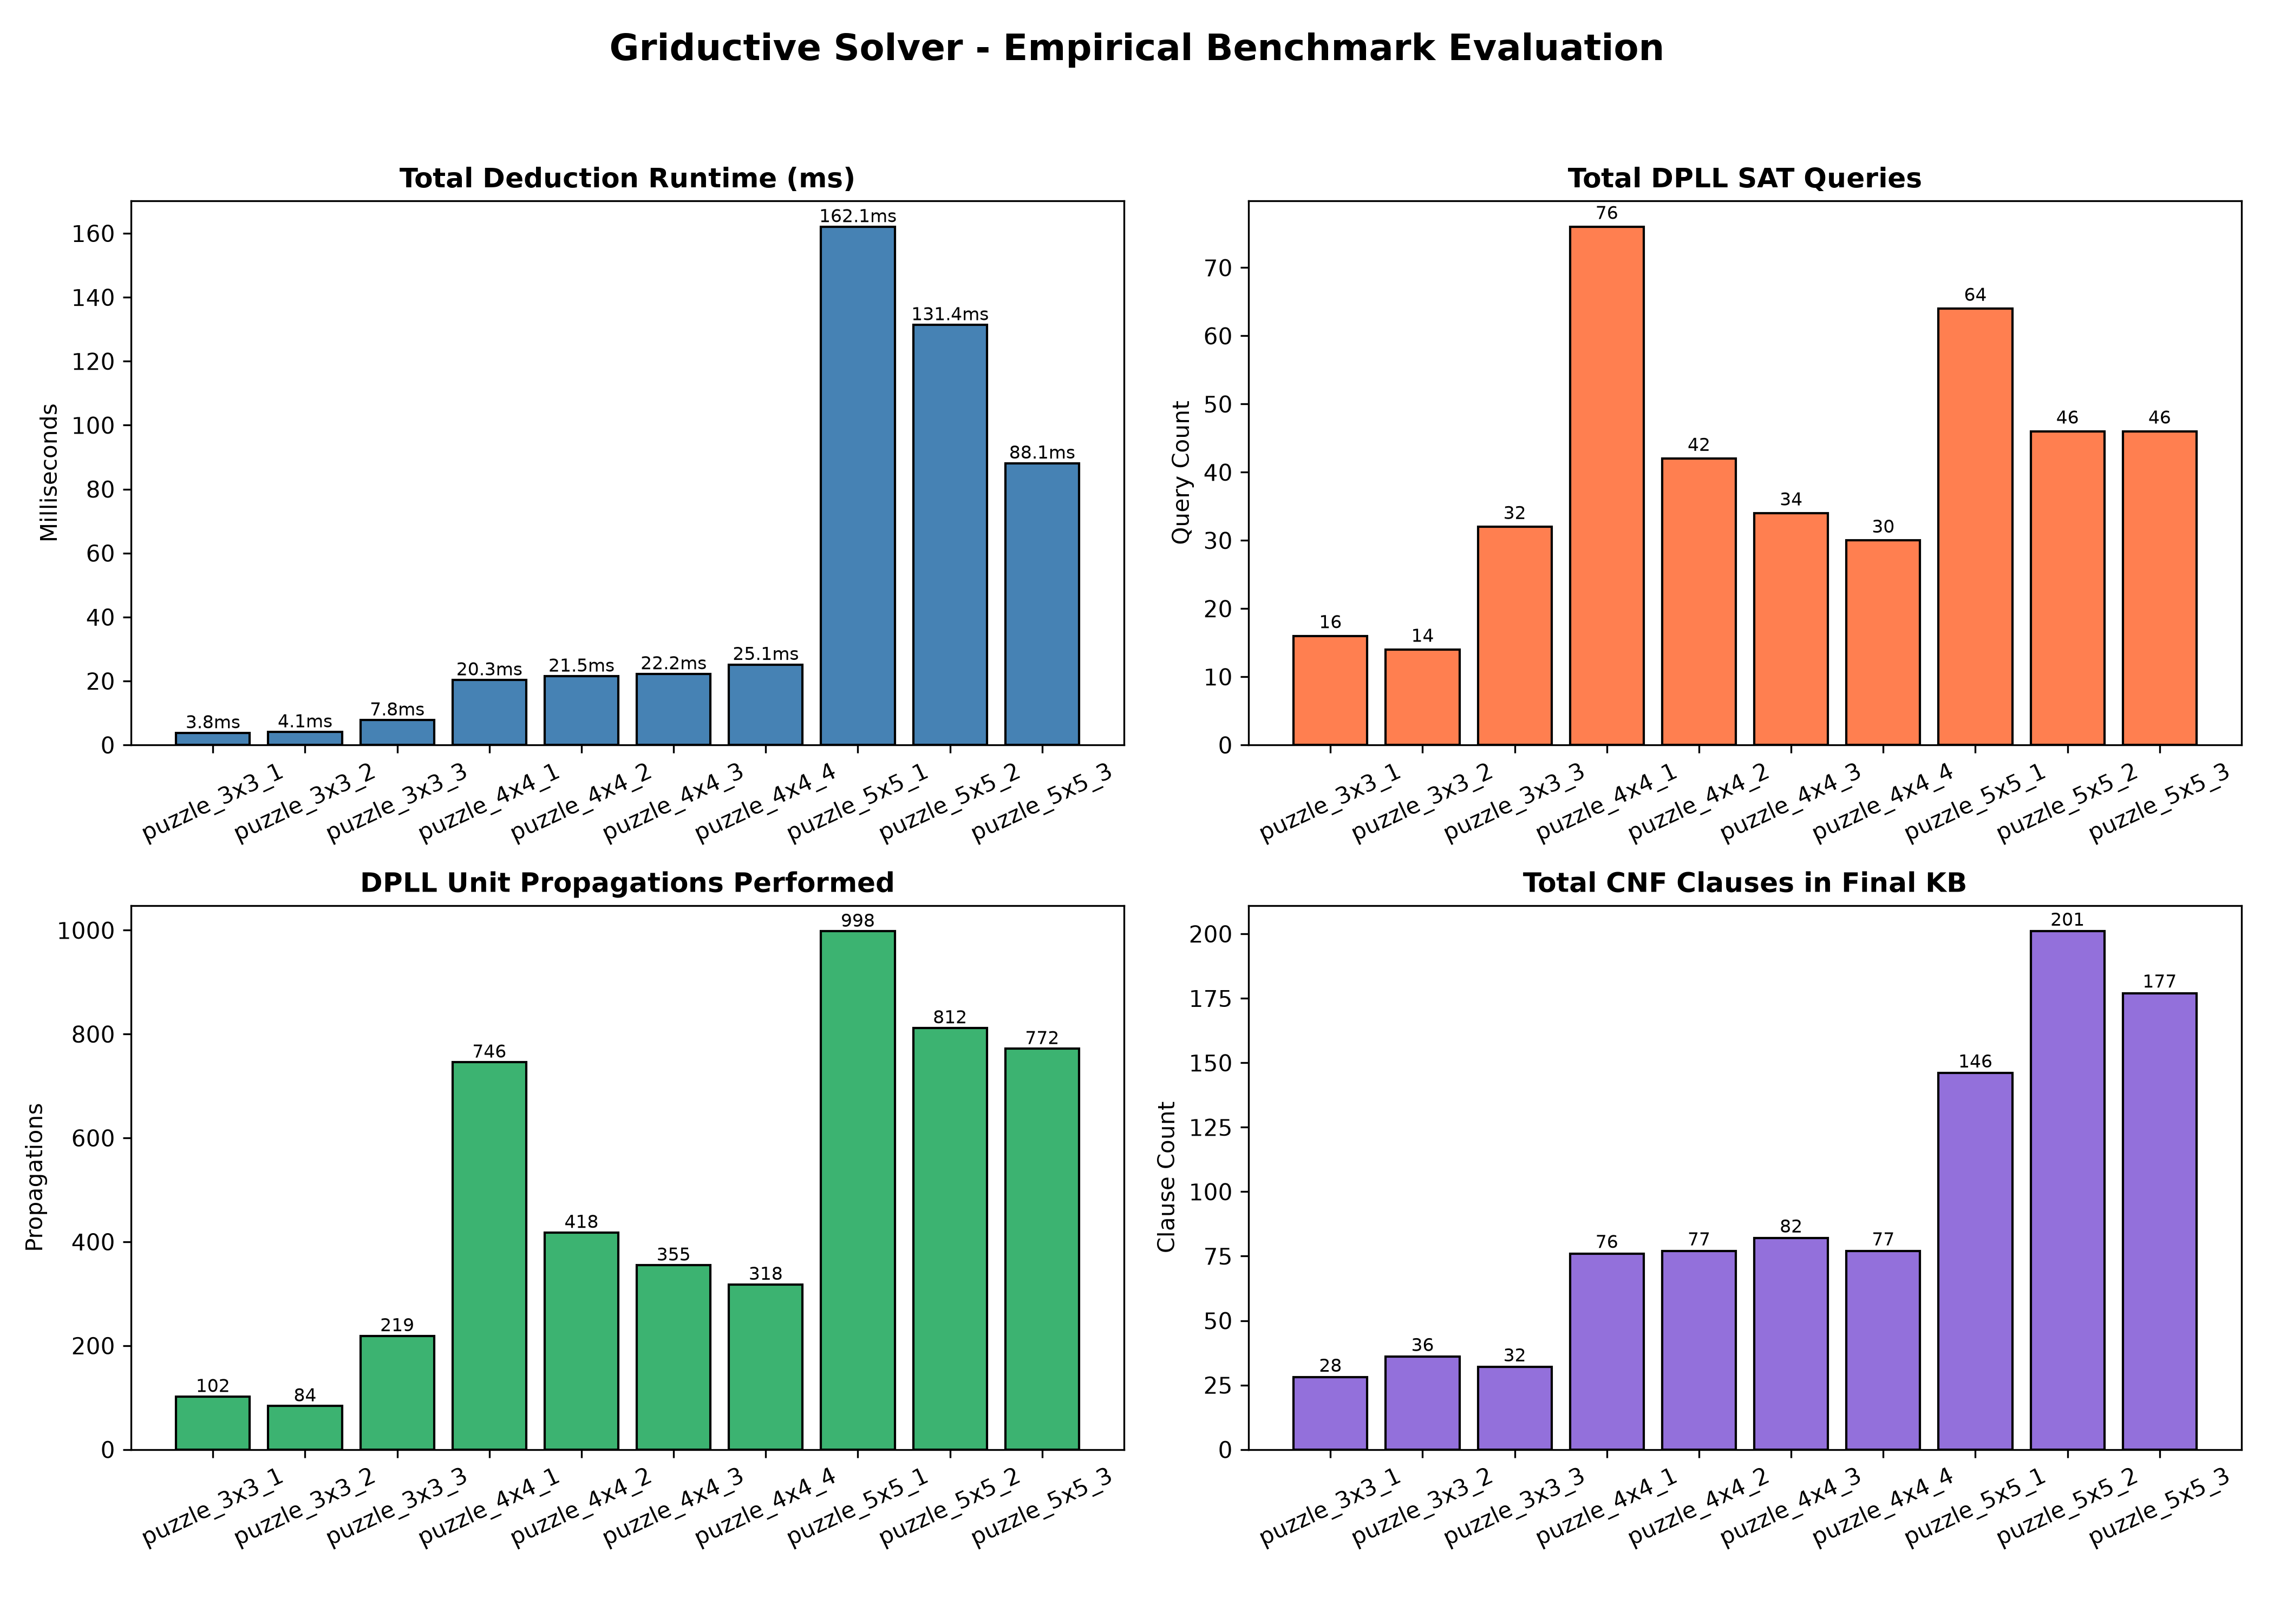 Griductive Solver - Empirical Benchmark Evaluation
Total Deduction Runtime (ms)
Milliseconds
160
140
120
100
80
60
40
20
0
3.8ms
4.1ms
7.8ms
20.3ms
21.5ms
22.2ms
25.1ms
162.1ms
131.4ms
88.1ms
puzzle_3x3_1
puzzle_3x3_2
puzzle_3x3_3
puzzle_4x4_1
puzzle_4x4_2
puzzle_4x4_3
puzzle_4x4_4
puzzle_5x5_1
puzzle_5x5_2
puzzle_5x5_3
Total DPLL SAT Queries
Query Count
70
60
50
40
30
20
10
0
16
14
32
76
42
34
30
64
46
46
puzzle_3x3_1
puzzle_3x3_2
puzzle_3x3_3
puzzle_4x4_1
puzzle_4x4_2
puzzle_4x4_3
puzzle_4x4_4
puzzle_5x5_1
puzzle_5x5_2
puzzle_5x5_3
DPLL Unit Propagations Performed
Propagations
1000
800
600
400
200
0
102
84
219
746
418
355
318
998
812
772
puzzle_3x3_1
puzzle_3x3_2
puzzle_3x3_3
puzzle_4x4_1
puzzle_4x4_2
puzzle_4x4_3
puzzle_4x4_4
puzzle_5x5_1
puzzle_5x5_2
puzzle_5x5_3
Total CNF Clauses in Final KB
Clause Count
200
175
150
125
100
75
50
25
0
28
36
32
76
77
82
77
146
201
177
puzzle_3x3_1
puzzle_3x3_2
puzzle_3x3_3
puzzle_4x4_1
puzzle_4x4_2
puzzle_4x4_3
puzzle_4x4_4
puzzle_5x5_1
puzzle_5x5_2
puzzle_5x5_3